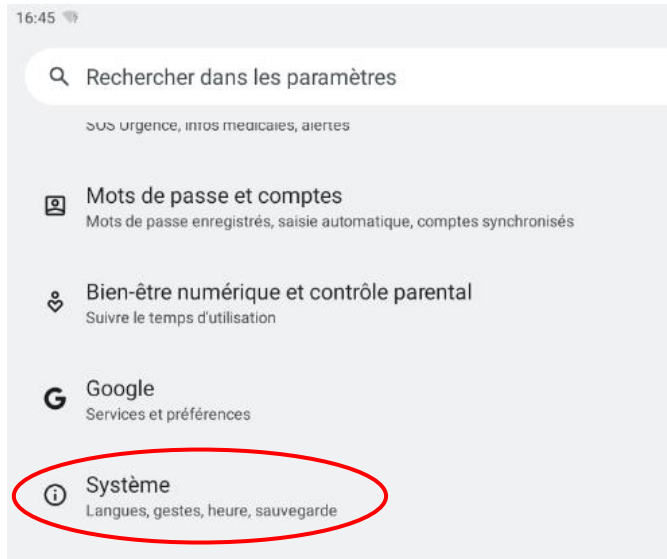 16:45
Rechercher dans les paramètres
SOS Urgence, infos médicales, alertes
Mots de passe et comptes
Mots de passe enregistrés, saisie automatique, comptes synchronisés
Bien-être numérique et contrôle parental
Suivre le temps d'utilisation
Google
Services et préférences
Système
Langues, gestes, heure, sauvegarde